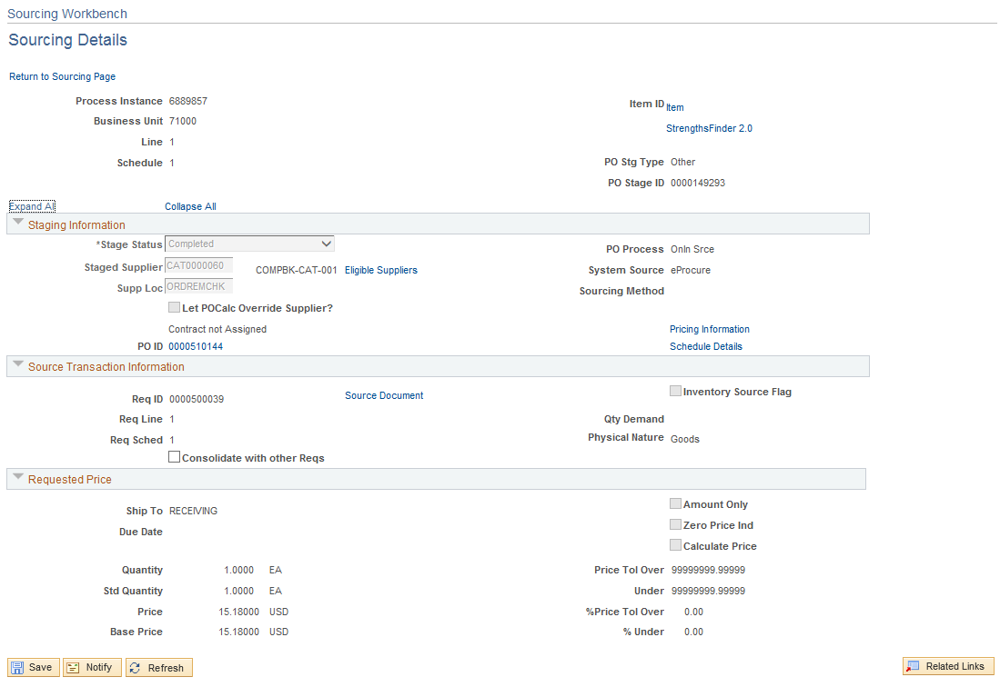 Sourcing Workbench
Sourcing Details
Return to Sourcing Page
Process Instance 6889857
Item ID Item
Business Unit 71000
StrengthsFinder 2.0
Line 1
Schedule 1
PO Stg Type Other
PO Stage ID 0000149293
Expand All Collapse All
Staging Information
*Stage Status Completed
PO Process Onln Srce
Staged Supplier CAT0000060 COMPBK-CAT-001 Eligible Suppliers
System Source eProcure
Supp Loc ORDREMCHK
Sourcing Method
Let POCalc Override Supplier?
Contract not Assigned
Pricing Information
PO ID 0000510144
Schedule Details
Source Transaction Information
Req ID 0000500039 Source Document
Inventory Source Flag
Req Line 1
Qty Demand
Req Sched 1
Physical Nature Goods
Consolidate with other Reqs
Requested Price
Ship To RECEIVING
Amount Only
Due Date
Zero Price Ind
Calculate Price
Quantity 1.0000 EA
Price Tol Over 99999999.99999
Std Quantity 1.0000 EA
Under 99999999.99999
Price 15.18000 USD
%Price Tol Over 0.00
Base Price 15.18000 USD
% Under 0.00
Save Notify Refresh Related Links